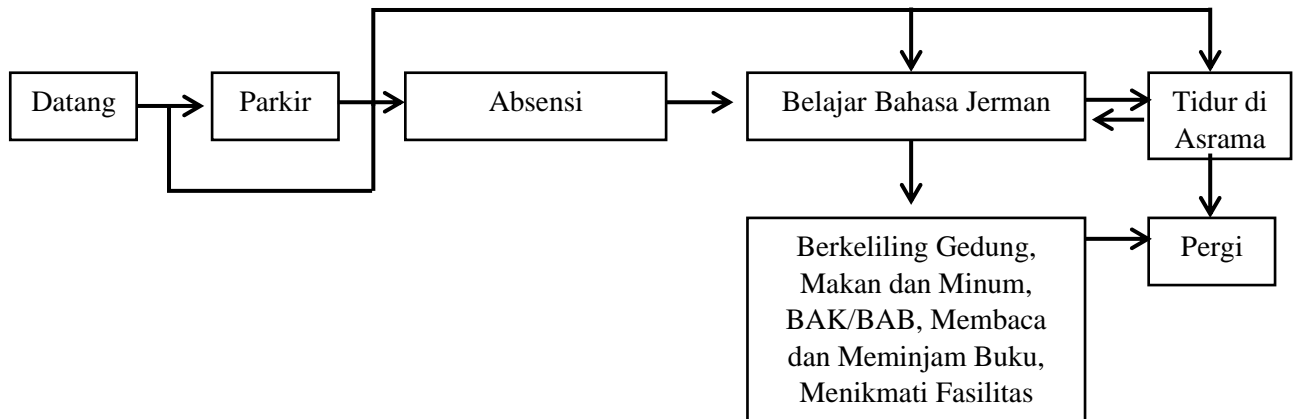 Datang
Parkir
Absensi
Belajar Bahasa Jerman
Tidur di
Asrama
Berkeliling Gedung,
Makan dan Minum,
BAK/BAB, Membaca
dan Meminjam Buku,
Menikmati Fasilitas
Pergi